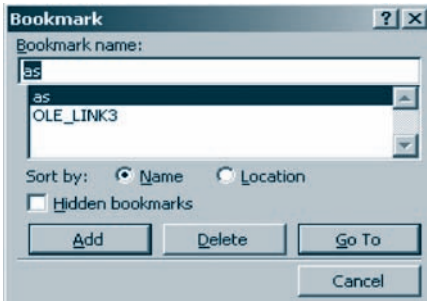 Bookmark
Bookmark name:
as
as
OLE_LINK3
Sort by: Name Location
Hidden bookmarks
Add Delete Go To
Cancel